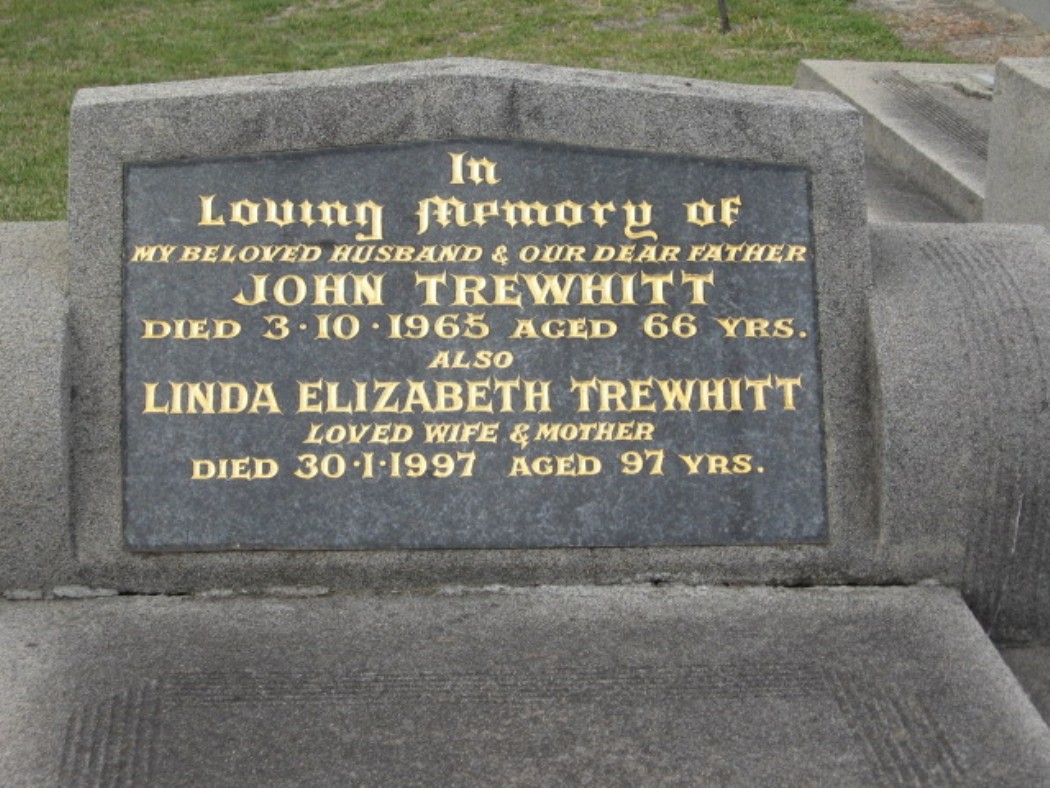 In
Loving Memory of
MY BELOVED HUSBAND & OUR DEAR FATHER
JOHN TREWHITT
DIED 3·10·1965 AGED 66 YRS.
ALSO
LINDA ELIZABETH TREWHITT
LOVED WIFE & MOTHER
DIED 30·1·1997 AGED 97 YRS.